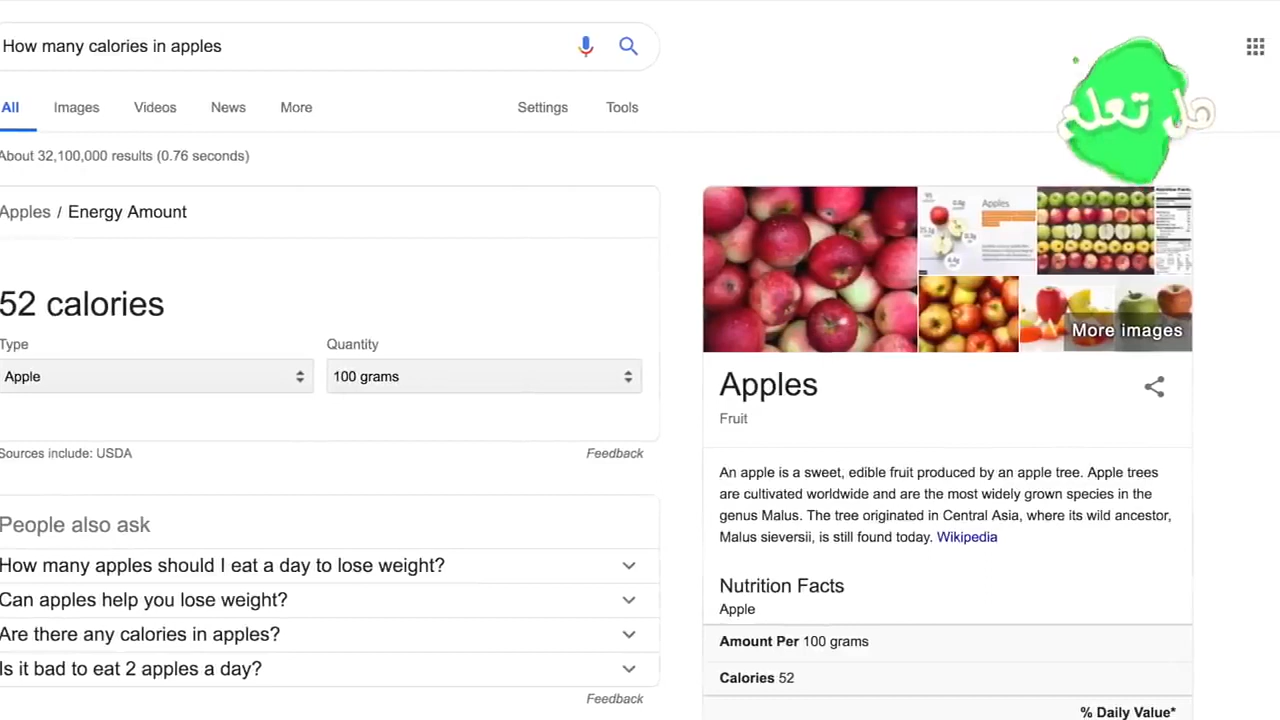 How many calories in apples
All Images Videos News More Settings Tools
About 32,100,000 results (0.76 seconds)
هل تعلم
Apples / Energy Amount
52 calories
Type
Quantity
Apple
100 grams
Sources include: USDA
Feedback
People also ask
How many apples should I eat a day to lose weight?
Can apples help you lose weight?
Are there any calories in apples?
Is it bad to eat 2 apples a day?
Feedback
Apples
More images
Apples
Fruit
An apple is a sweet, edible fruit produced by an apple tree. Apple trees
are cultivated worldwide and are the most widely grown species in the
genus Malus. The tree originated in Central Asia, where its wild ancestor,
Malus sieversii, is still found today. Wikipedia
Nutrition Facts
Apple
Amount Per 100 grams
Calories 52
% Daily Value*